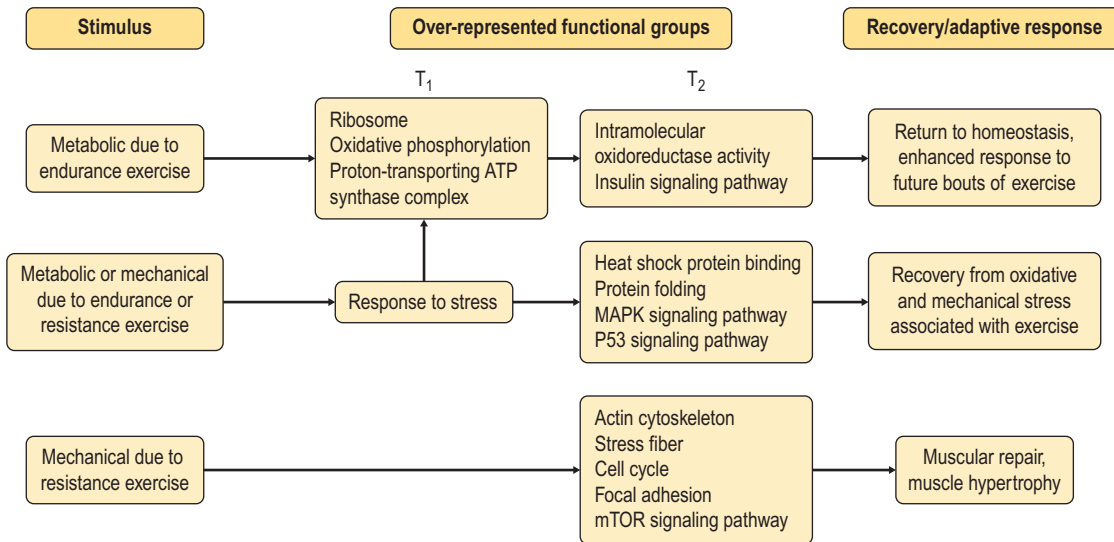 Stimulus
Over-represented functional groups
Recovery/adaptive response
T1
T2
Metabolic due to
endurance exercise
Ribosome
Oxidative phosphorylation
Proton-transporting ATP
synthase complex
Intramolecular
oxidoreductase activity
Insulin signaling pathway
Return to homeostasis,
enhanced response to
future bouts of exercise
Metabolic or mechanical
due to endurance or
resistance exercise
Response to stress
Heat shock protein binding
Protein folding
MAPK signaling pathway
P53 signaling pathway
Recovery from oxidative
and mechanical stress
associated with exercise
Mechanical due to
resistance exercise
Actin cytoskeleton
Stress fiber
Cell cycle
Focal adhesion
mTOR signaling pathway
Muscular repair,
muscle hypertrophy